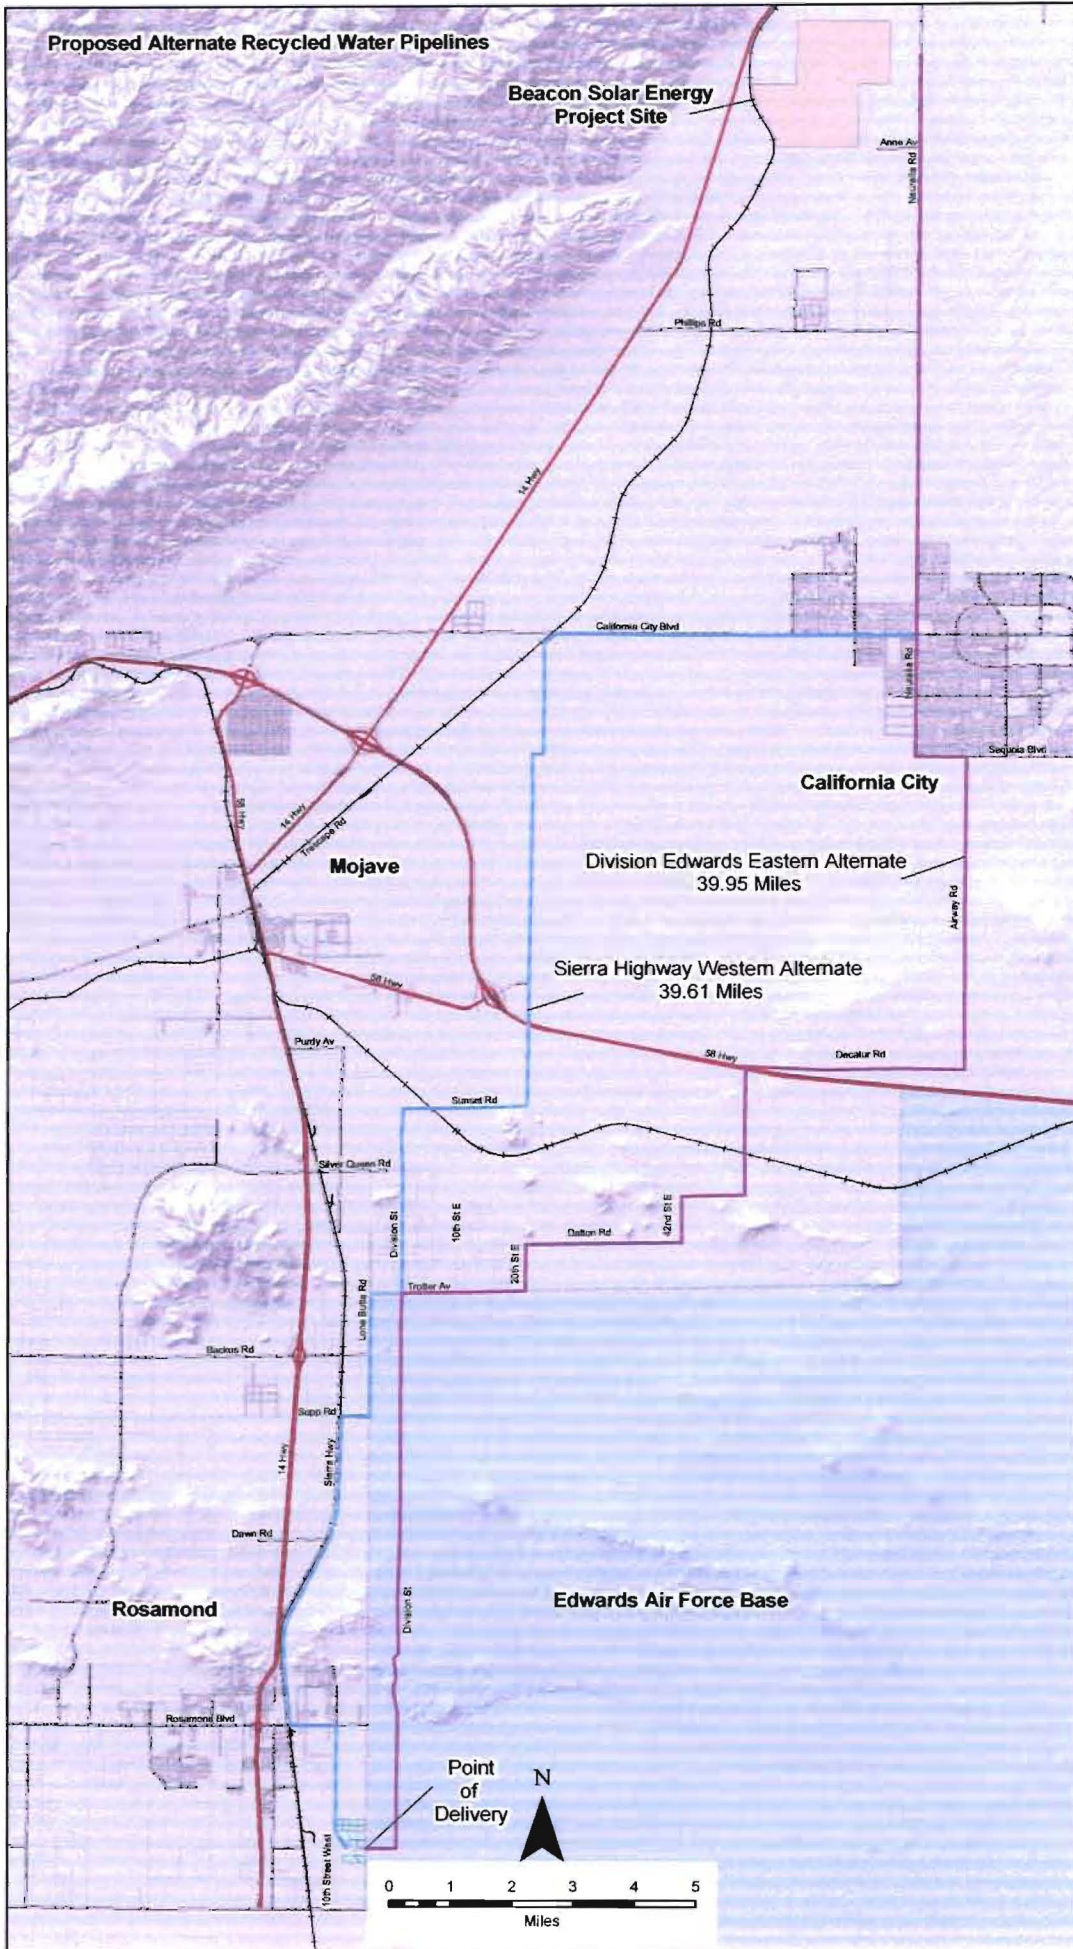 Proposed Alternate Recycled Water Pipelines
Beacon Solar Energy
Project Site
Anne Av
Neuralia Rd
Phillips Rd
14 Hwy
California City Blvd
Neuralia Rd
Sequoia Blvd
California City
58 Hwy
14 Hwy
Trescape Rd
Mojave
Division Edwards Eastern Alternate
39.95 Miles
Airway Rd
Sierra Highway Western Alternate
39.61 Miles
58 Hwy
Purdy Av
58 Hwy
Decatur Rd
Sunset Rd
Silver Queen Rd
Division St
10th St E
42nd St E
Dalton Rd
20th St E
Trotter Av
Lone Butte Rd
Backus Rd
Sopp Rd
14 Hwy
Sierra Hwy
Dawn Rd
Division St
Rosamond
Edwards Air Force Base
Rosamond Blvd
Point
of
Delivery
N
10th Street West
0 1 2 3 4 5
Miles